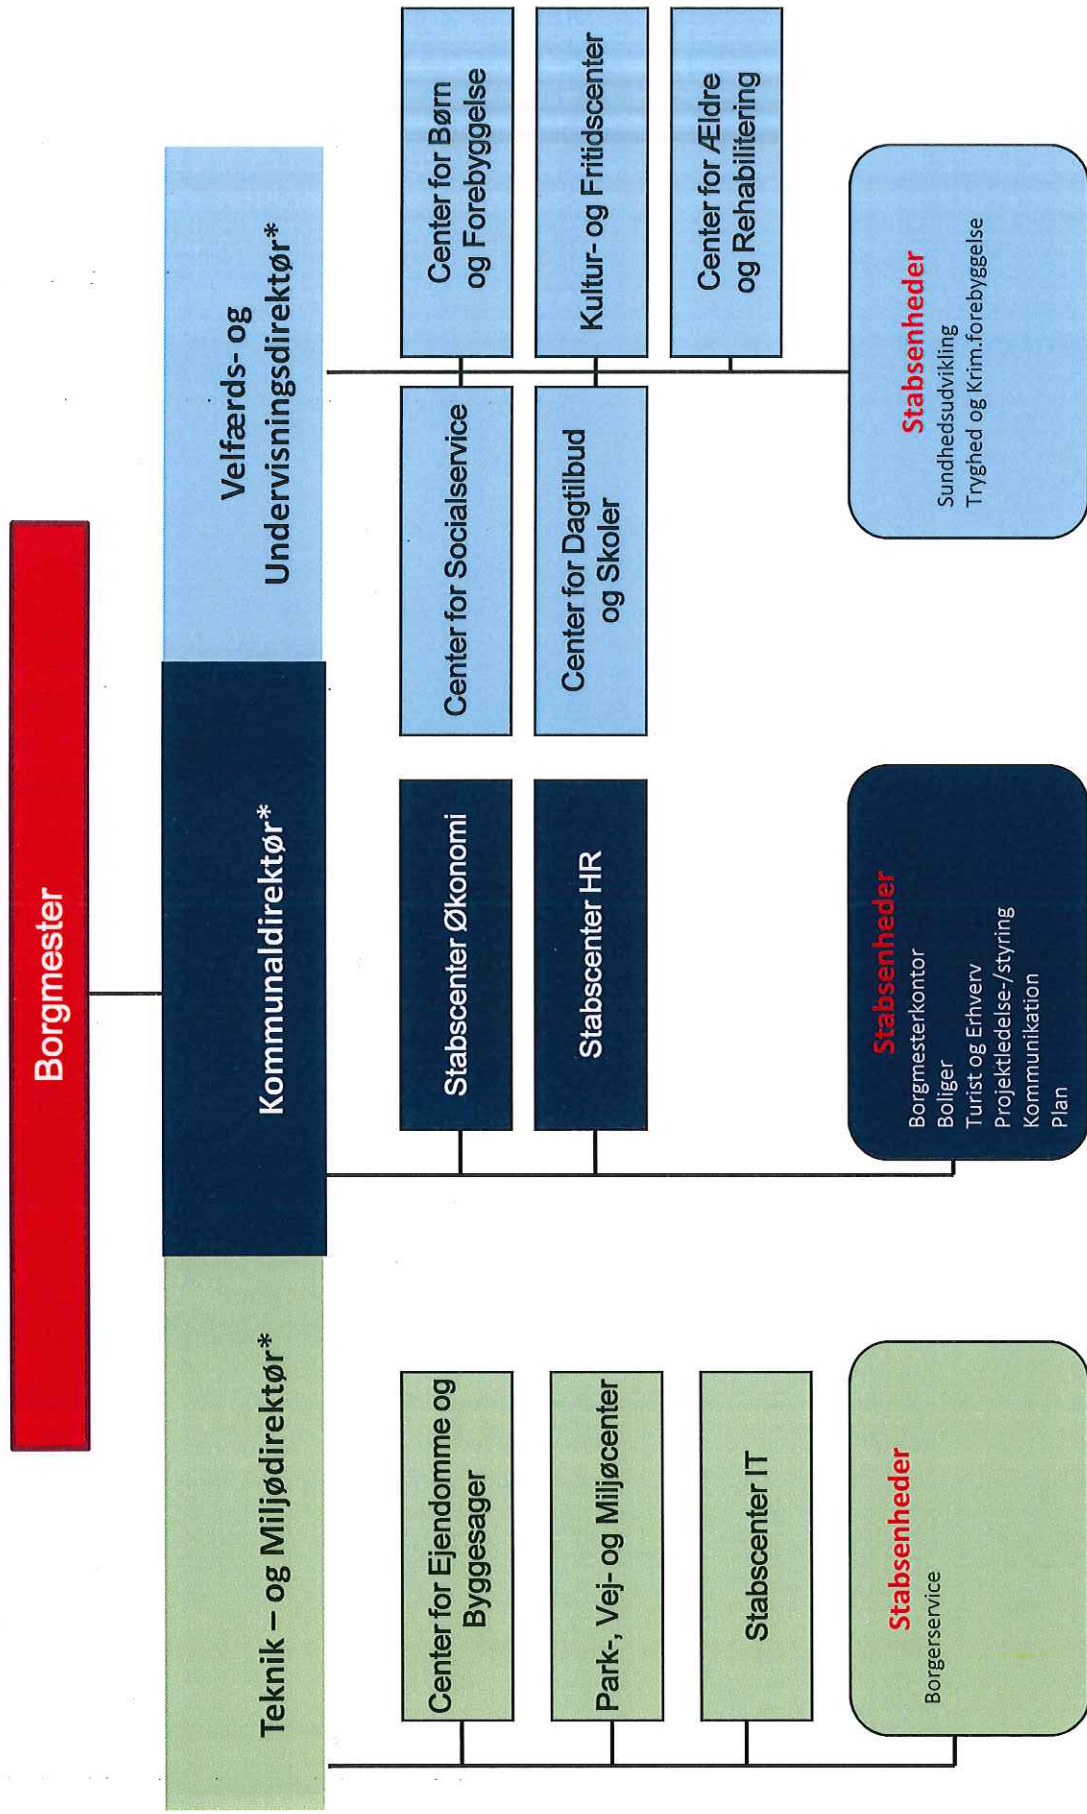 Borgmester
Teknik – og Miljødirektør*
Kommunaldirektør*
Velfærds- og
Undervisningsdirektør*
Center for Ejendomme og
Byggesager
Park-, Vej- og Miljøcenter
Stabscenter IT
Stabsenheder
Borgerservice
Stabscenter Økonomi
Stabscenter HR
Stabsenheder
Borgmesterkontor
Boliger
Turist og Erhverv
Projektledelse-/styring
Kommunikation
Plan
Center for Socialservice
Center for Børn
og Forebyggelse
Center for Dagtilbud
og Skoler
Kultur- og Fritidscenter
Center for Ældre
og Rehabilitering
Stabsenheder
Sundhedsudvikling
Tryghed og Krim.forebyggelse